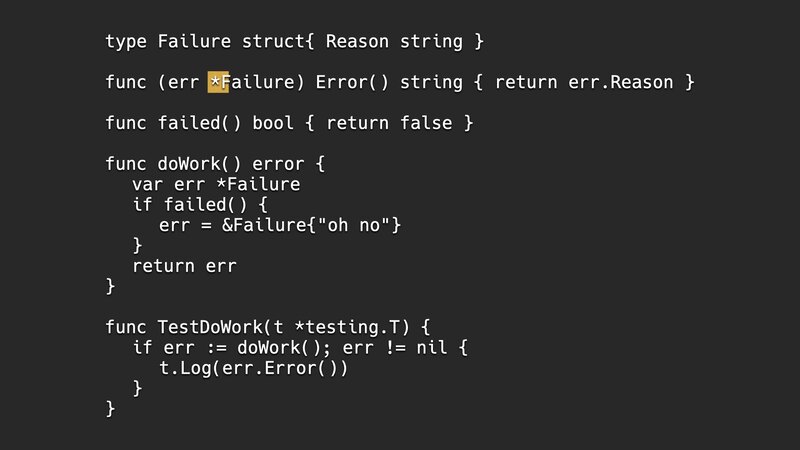 type Failure struct{ Reason string }
func (err *Failure) Error() string { return err.Reason }
func failed() bool { return false }
func doWork() error {
var err *Failure
if failed() {
err = &Failure{"oh no"}
}
return err
}
func TestDoWork(t *testing.T) {
if err := doWork(); err != nil {
t.Log(err.Error())
}
}